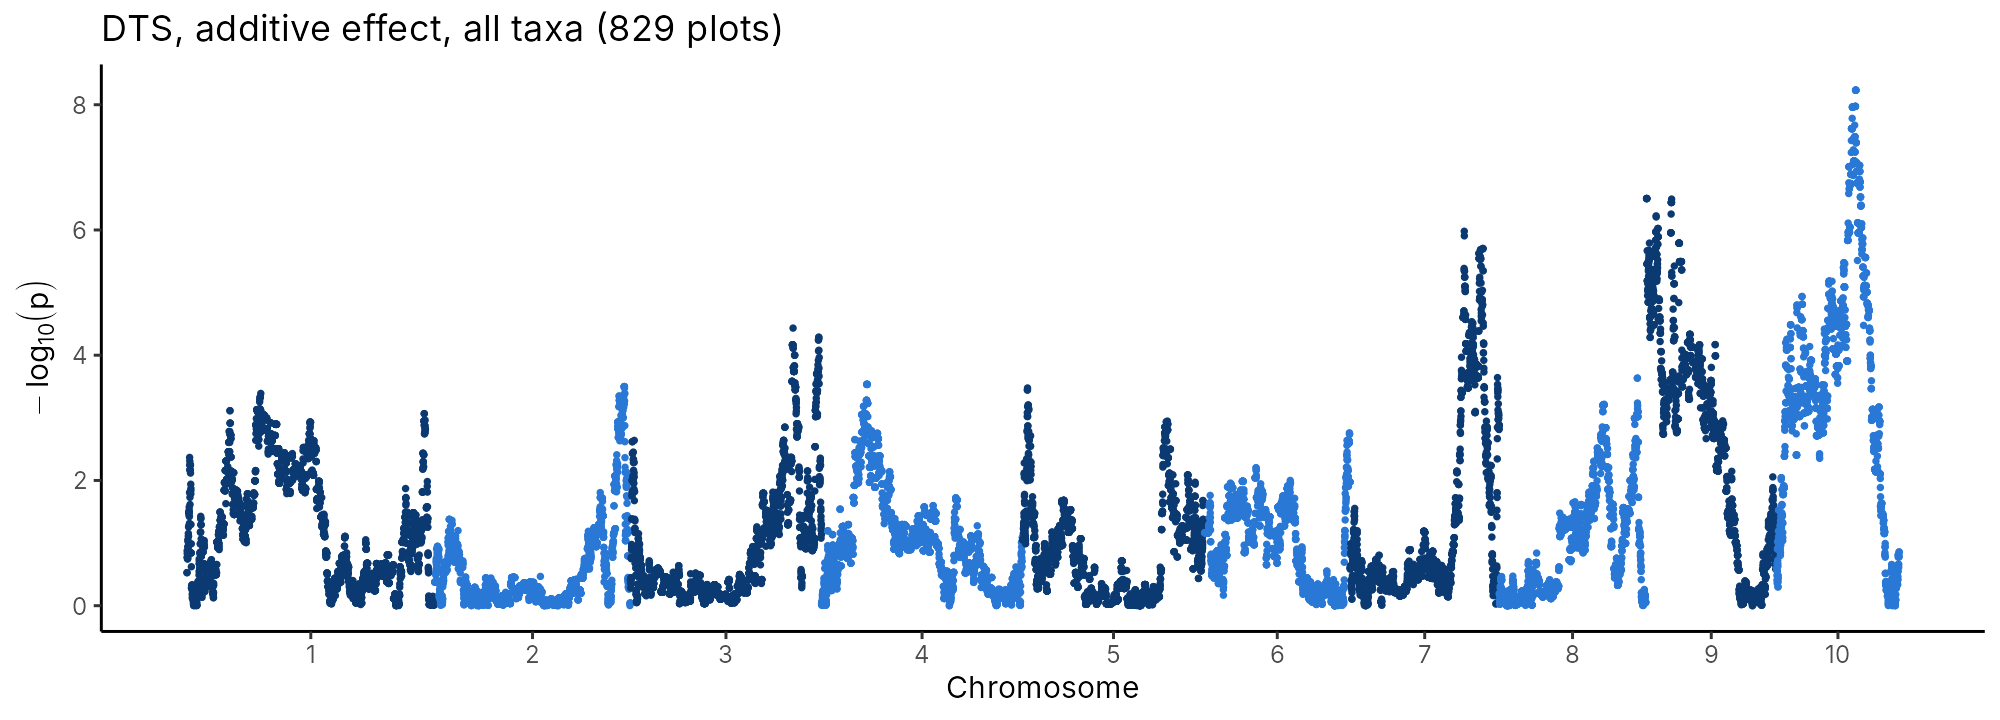 DTS, additive effect, all taxa (829 plots)
8
6
4
2
0
− log10(p)
1 2 3 4 5 6 7 8 9 10
Chromosome